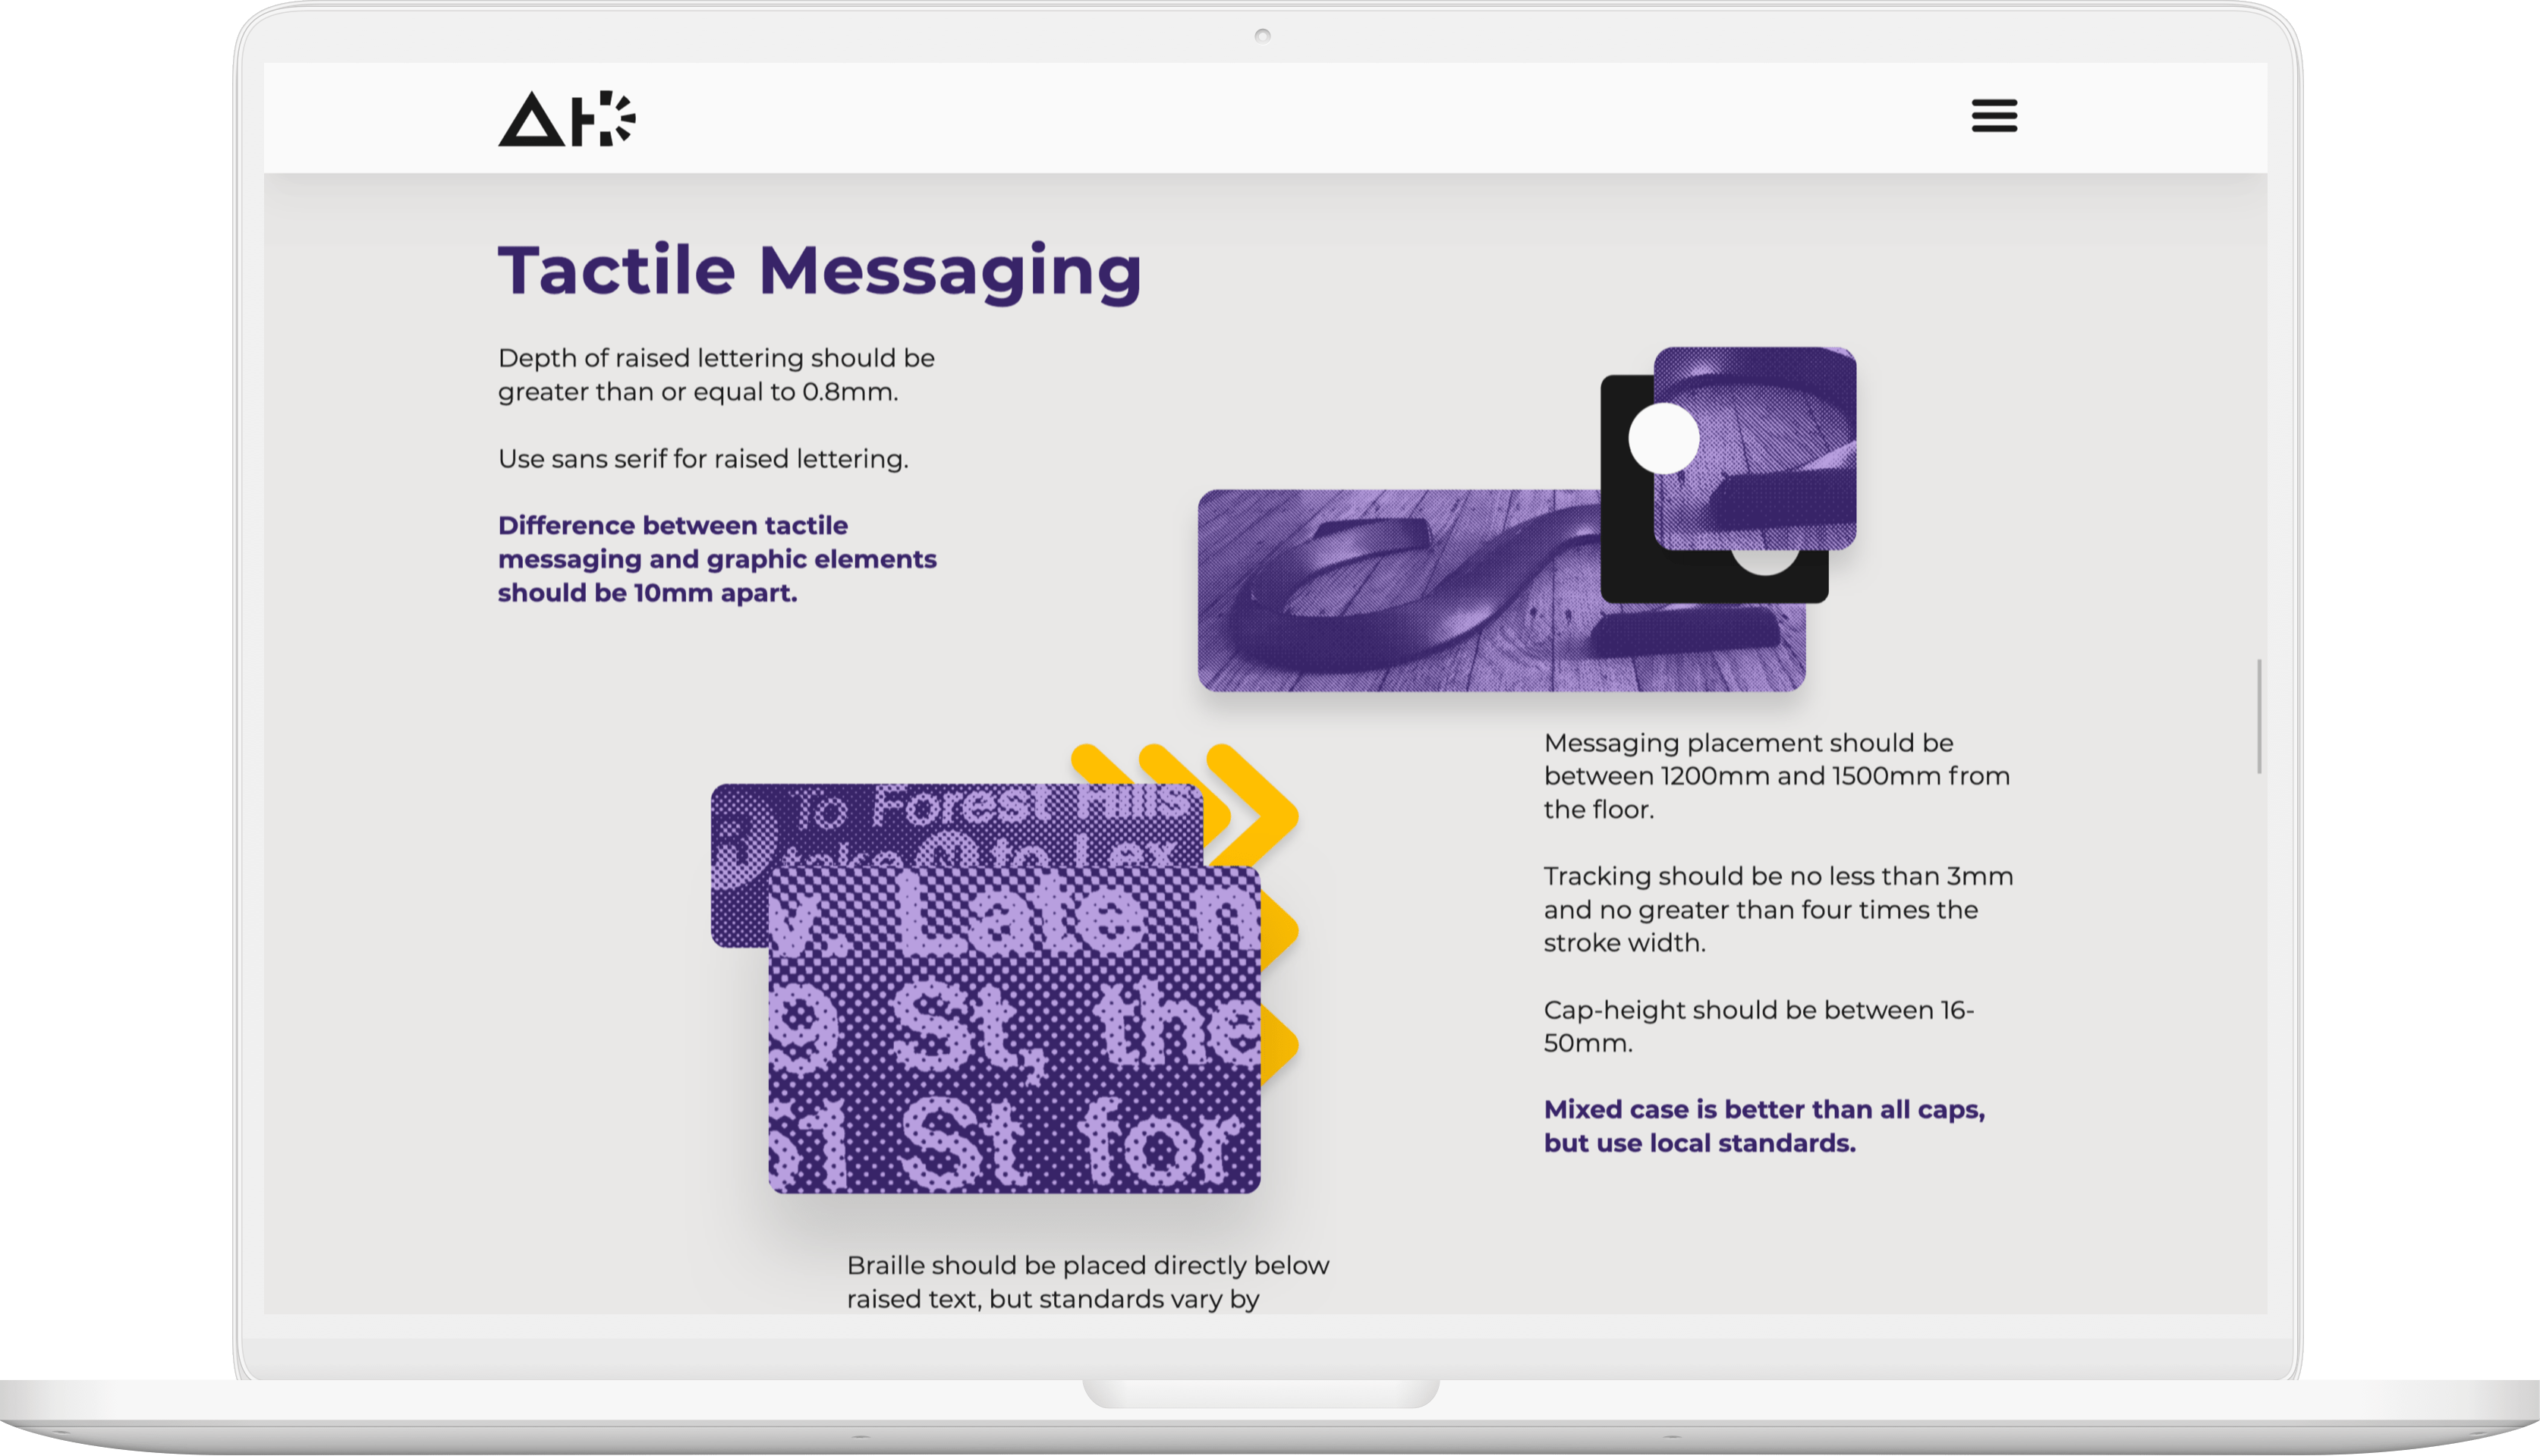 Tactile Messaging
Depth of raised lettering should be
greater than or equal to 0.8mm.
Use sans serif for raised lettering.
Difference between tactile
messaging and graphic elements
should be 10mm apart.
Messaging placement should be
between 1200mm and 1500mm from
the floor.
Tracking should be no less than 3mm
and no greater than four times the
stroke width.
Cap-height should be between 16-
50mm.
Mixed case is better than all caps,
but use local standards.
R To Forest Hills
take N to Lex
y. Late n
9 St, the
St for
Braille should be placed directly below
raised text, but standards vary by